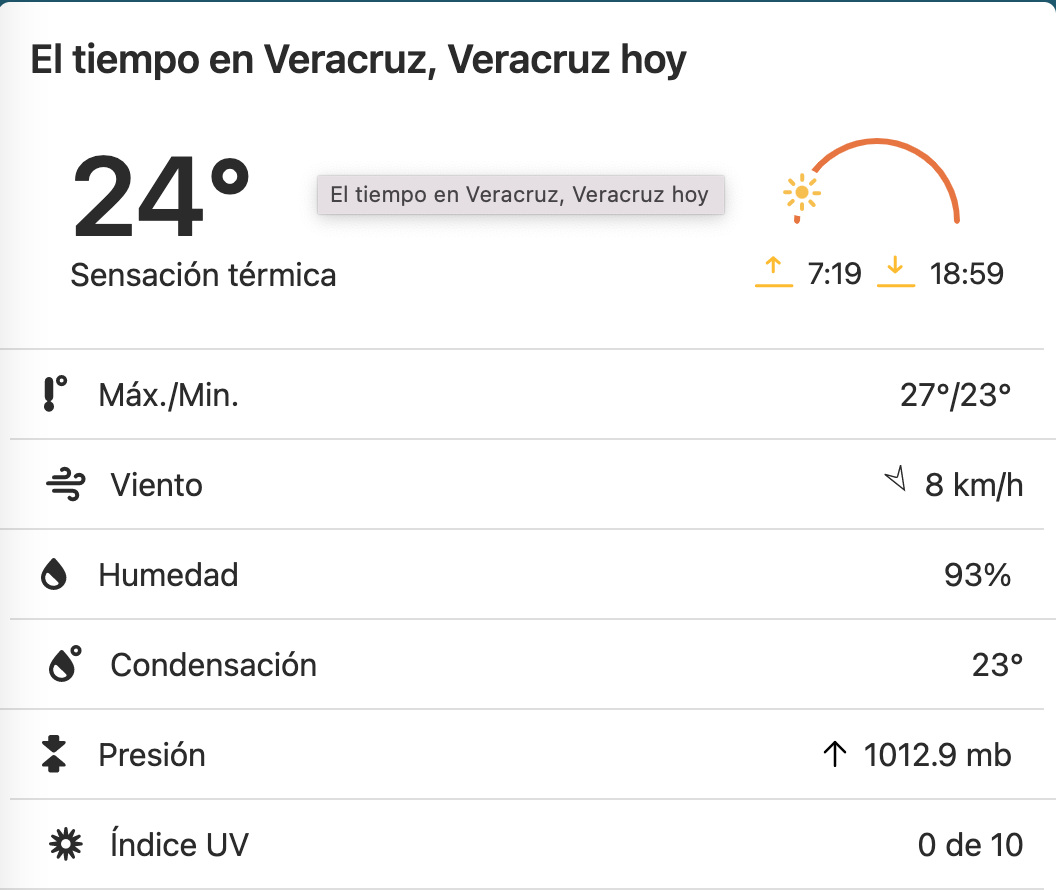 El tiempo en Veracruz, Veracruz hoy
24°
El tiempo en Veracruz, Veracruz hoy
Sensación térmica
7:19 18:59
Máx./Min. 27°/23°
Viento 8 km/h
Humedad 93%
Condensación 23°
Presión ↑ 1012.9 mb
Índice UV 0 de 10